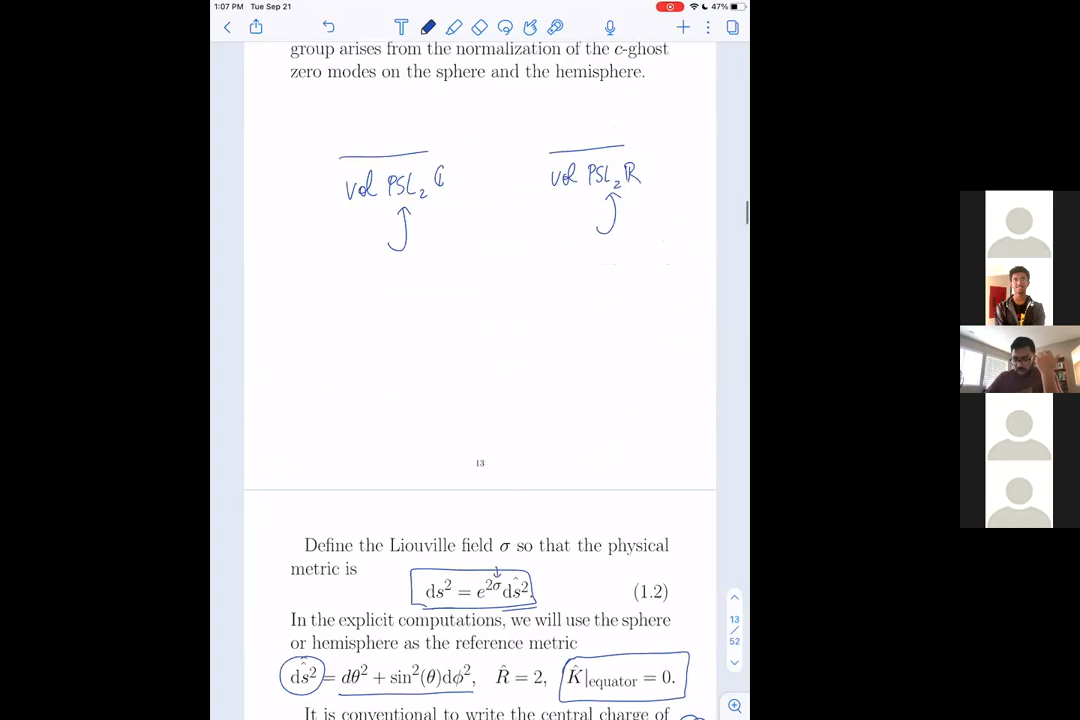 1:07 PM Tue Sep 21
47%
group arises from the normalization of the c-ghost
zero modes on the sphere and the hemisphere.
vol PSL₂ ℂ
vol PSL₂ ℝ
13
Define the Liouville field σ so that the physical
metric is
ds² = e^{2σ} dŝ². (1.2)
In the explicit computations, we will use the sphere
or hemisphere as the reference metric
dŝ² = dθ² + sin²(θ)dϕ², R̂ = 2, K̂|equator = 0.
It is conventional to write the central charge of
13
/
52